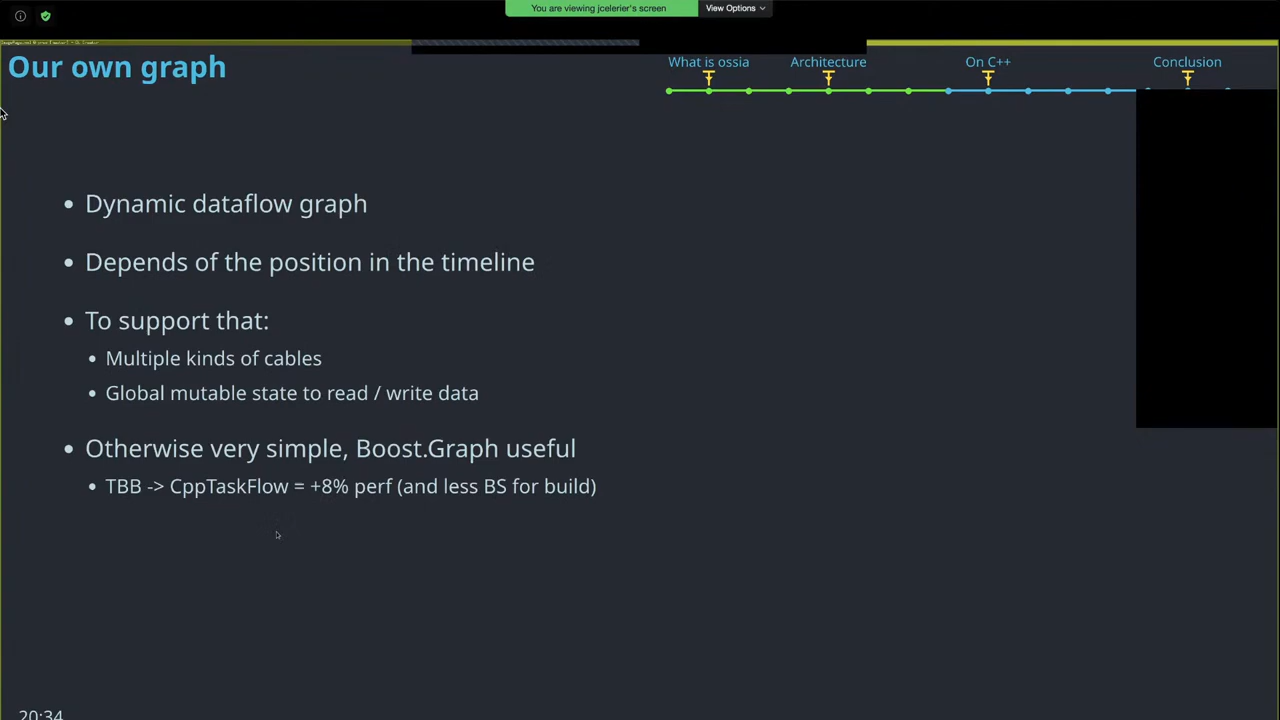 You are viewing jcelerier's screen
View Options
Our own graph
What is ossia
Architecture
On C++
Conclusion
• Dynamic dataflow graph
• Depends of the position in the timeline
• To support that:
• Multiple kinds of cables
• Global mutable state to read / write data
• Otherwise very simple, Boost.Graph useful
• TBB -> CppTaskFlow = +8% perf (and less BS for build)
20:34